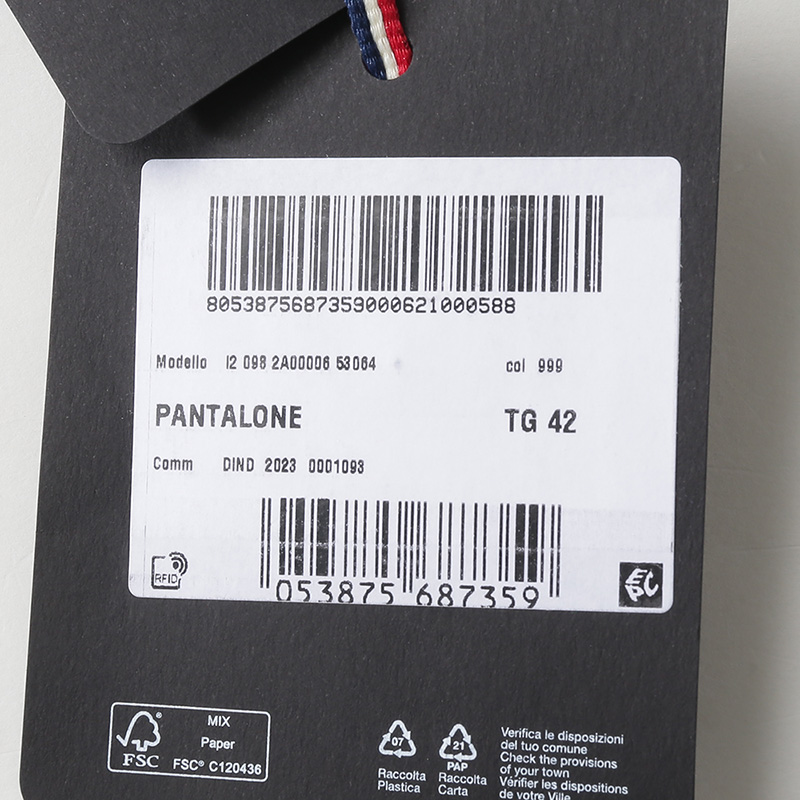 8053875687359000621000588
Modello I2 098 2A00006 53064 col 999
PANTALONE TG 42
Comm DIND 2023 0001093
RFID
053875 687359
EPC
FSC
MIX
Paper
FSC® C120436
07
Raccolta
Plastica
21
PAP
Raccolta
Carta
Verifica le disposizioni
del tuo comune
Check the provisions
of your town
Vérifier les dispositions
de votre Ville